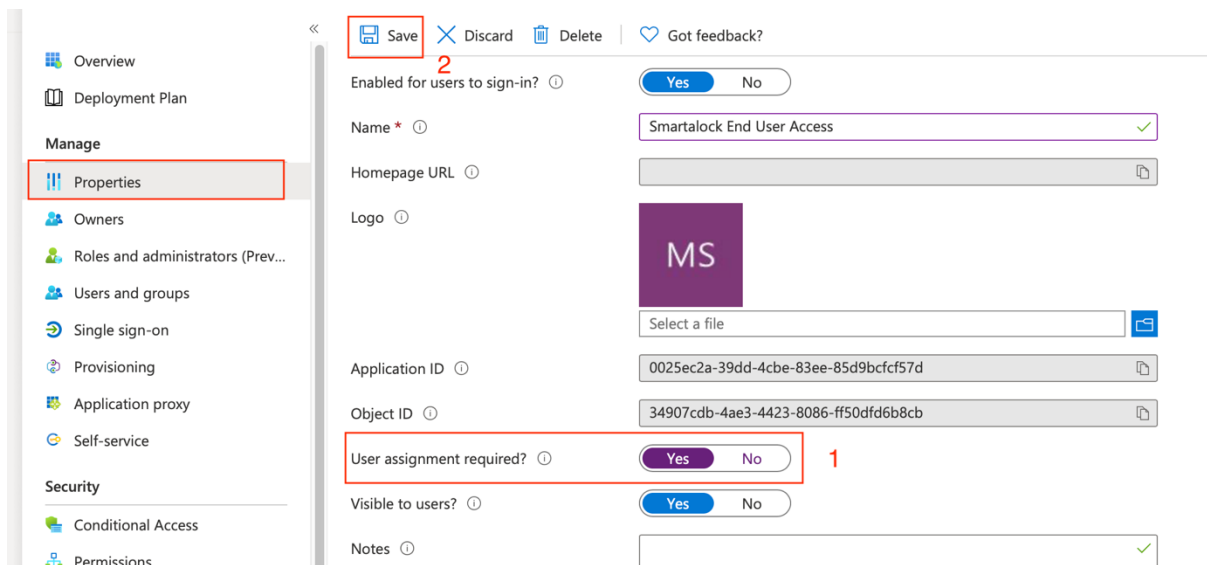 Save Discard Delete Got feedback?
2
Overview
Deployment Plan
Manage
Properties
Owners
Roles and administrators (Prev...
Users and groups
Single sign-on
Provisioning
Application proxy
Self-service
Security
Conditional Access
Permissions
Enabled for users to sign-in? Yes No
Name * Smartalock End User Access
Homepage URL
Logo
MS
Select a file
Application ID 0025ec2a-39dd-4cbe-83ee-85d9bcfcf57d
Object ID 34907cdb-4ae3-4423-8086-ff50dfd6b8cb
User assignment required? Yes No 1
Visible to users? Yes No
Notes